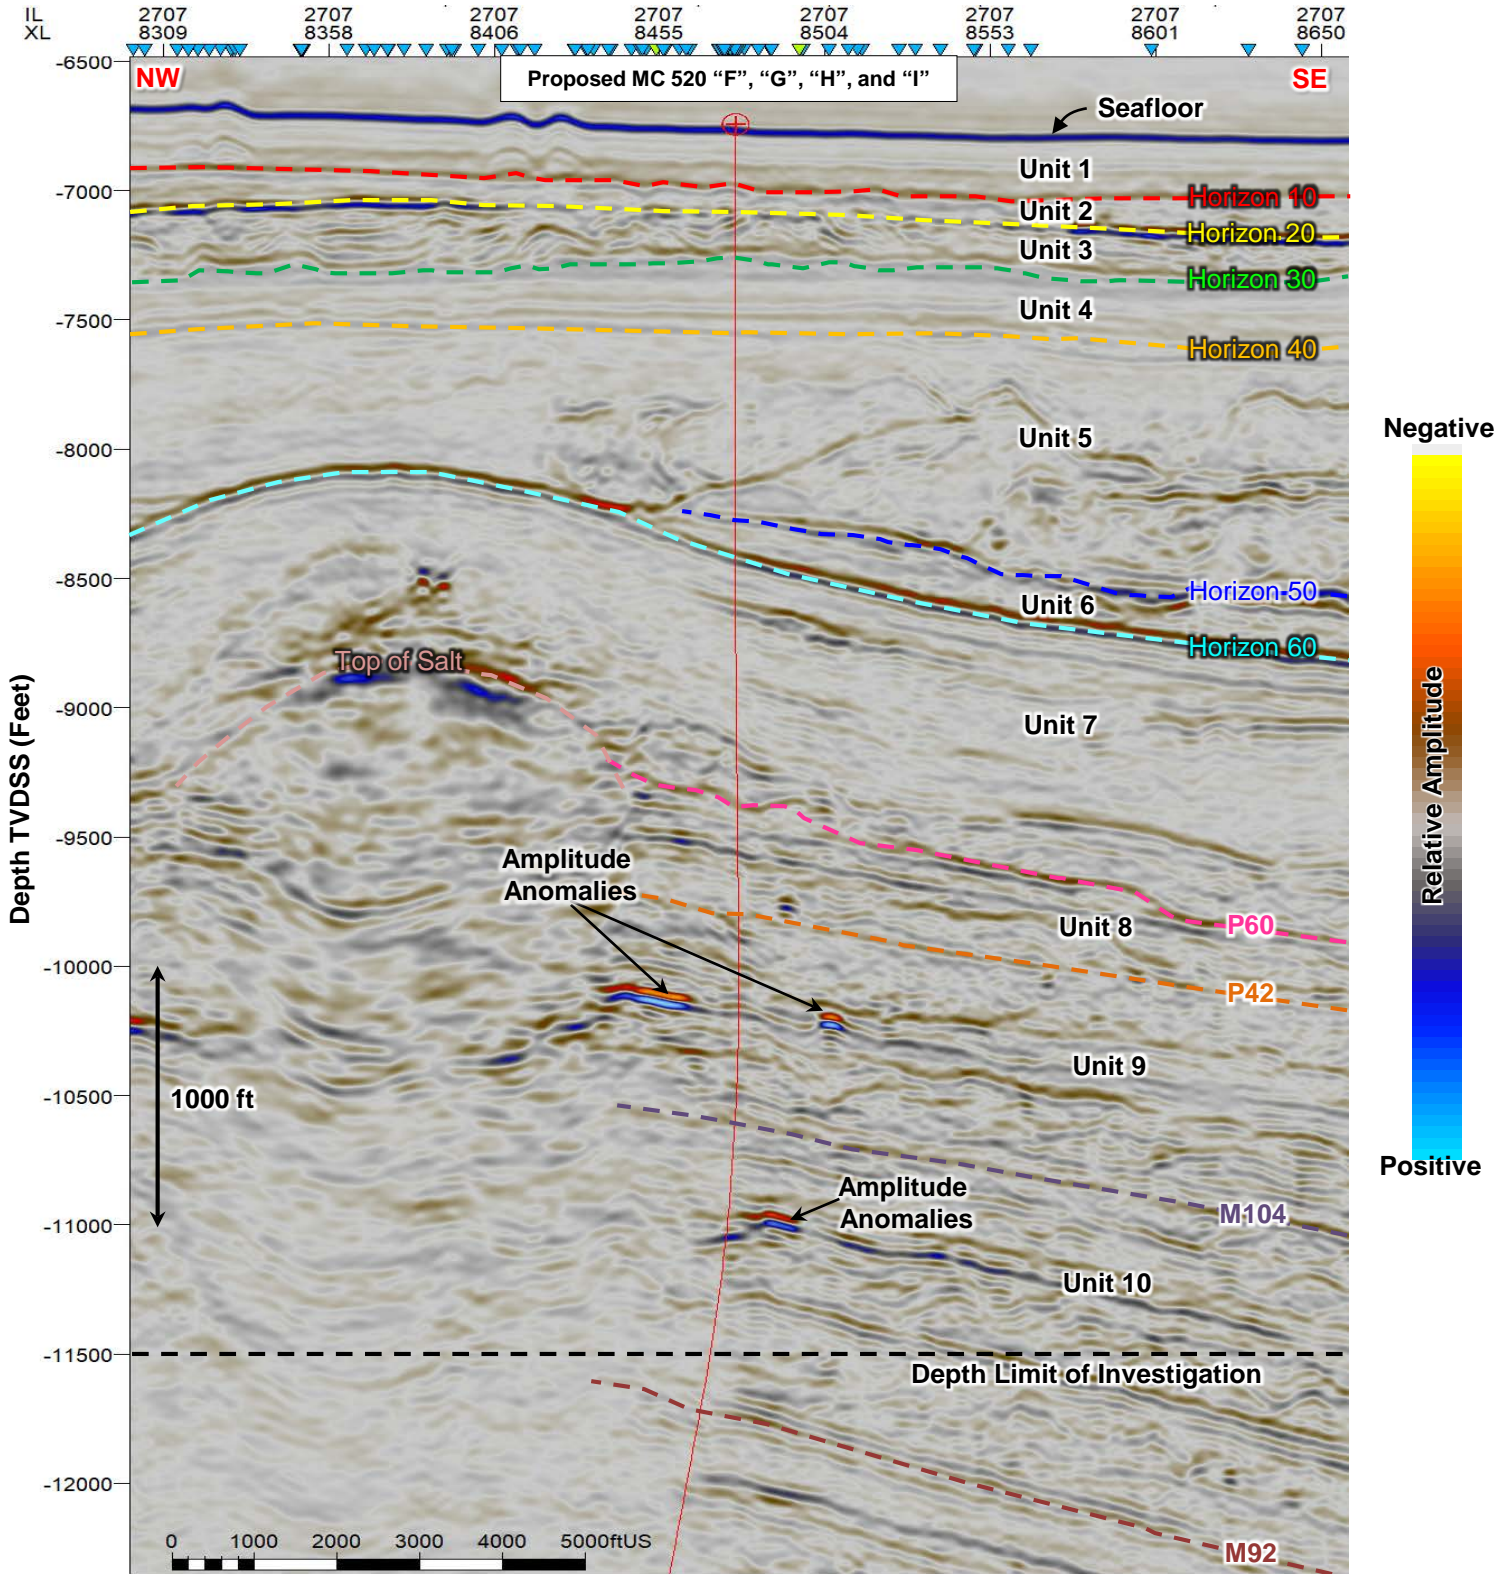 IL 2707 2707 2707 2707 2707 2707 2707 2707
XL 8309 8358 8406 8455 8504 8553 8601 8650
-6500
NW
Proposed MC 520 “F”, “G”, “H”, and “I”
SE
Seafloor
Unit 1
-7000
Horizon 10
Unit 2
Horizon 20
Unit 3
Horizon 30
Unit 4
-7500
Horizon 40
Negative
Unit 5
-8000
-8500
Horizon 50
Unit 6
Horizon 60
Top of Salt
-9000
Unit 7
Depth TVDSS (Feet)
Relative Amplitude
-9500
Amplitude
Anomalies
Unit 8
P60
-10000
P42
Unit 9
-10500
1000 ft
Positive
Amplitude
Anomalies
M104
-11000
Unit 10
-11500
Depth Limit of Investigation
-12000
0 1000 2000 3000 4000 5000ftUS
M92